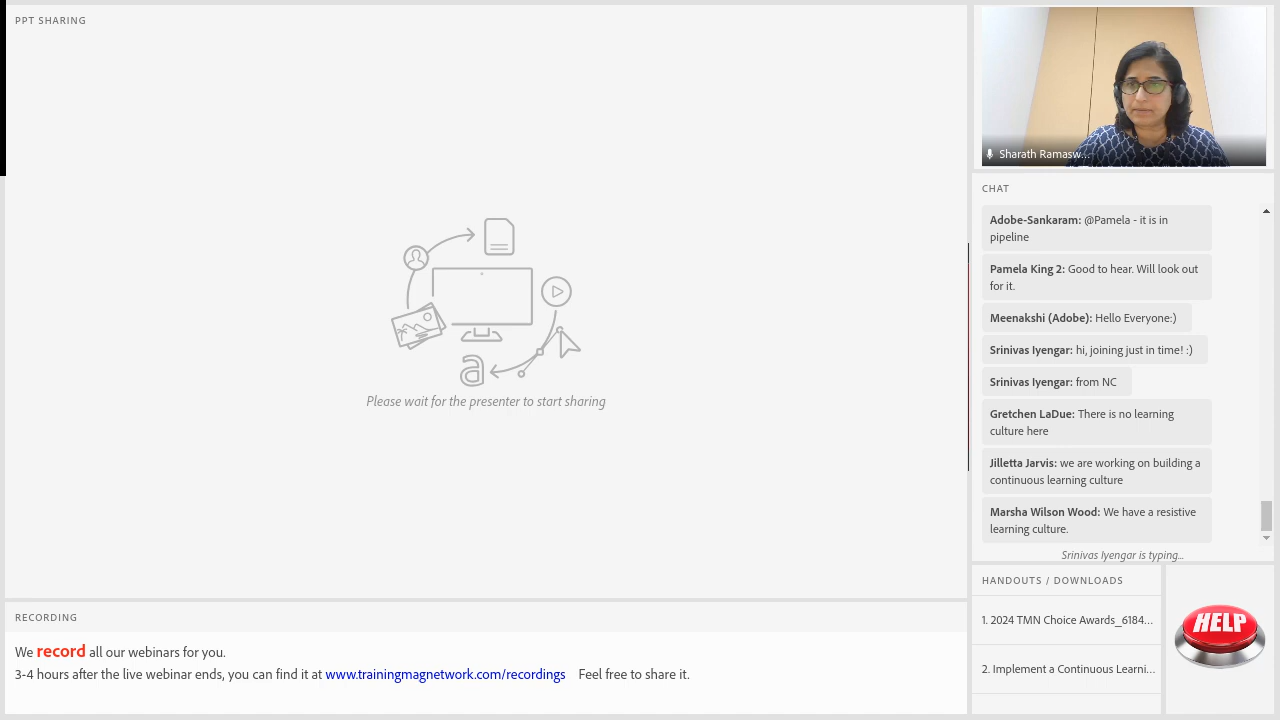 PPT SHARING
Please wait for the presenter to start sharing
a
RECORDING
We record all our webinars for you.
3-4 hours after the live webinar ends, you can find it at www.trainingmagnetwork.com/recordings Feel free to share it.
Sharath Ramasw...
CHAT
Adobe-Sankaram: @Pamela - it is in
pipeline
Pamela King 2: Good to hear. Will look out
for it.
Meenakshi (Adobe): Hello Everyone:)
Srinivas Iyengar: hi, joining just in time! :)
Srinivas Iyengar: from NC
Gretchen LaDue: There is no learning
culture here
Jilletta Jarvis: we are working on building a
continuous learning culture
Marsha Wilson Wood: We have a resistive
learning culture.
Srinivas Iyengar is typing...
HANDOUTS / DOWNLOADS
1. 2024 TMN Choice Awards_6184...
2. Implement a Continuous Learni...
HELP